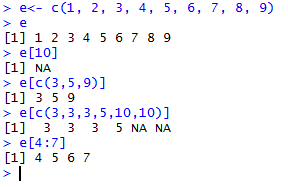 > e<- c(1, 2, 3, 4, 5, 6, 7, 8, 9)
> e
[1] 1 2 3 4 5 6 7 8 9
> e[10]
[1] NA
> e[c(3,5,9)]
[1] 3 5 9
> e[c(3,3,3,5,10,10)]
[1]  3  3  3  5 NA NA
> e[4:7]
[1] 4 5 6 7
>